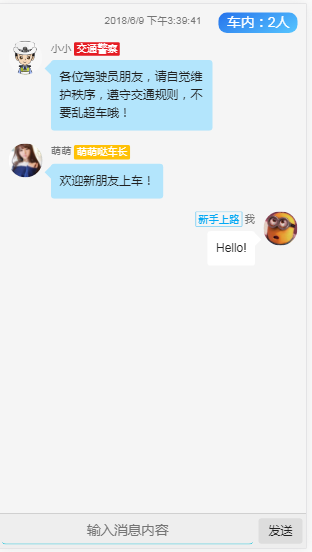 2018/6/9 下午3:39:41
车内：2人
小小 交通警察
各位驾驶员朋友，请自觉维
护秩序，遵守交通规则，不
要乱超车哦！
萌萌 萌萌哒车长
欢迎新朋友上车！
新手上路 我
Hello!
输入消息内容
发送